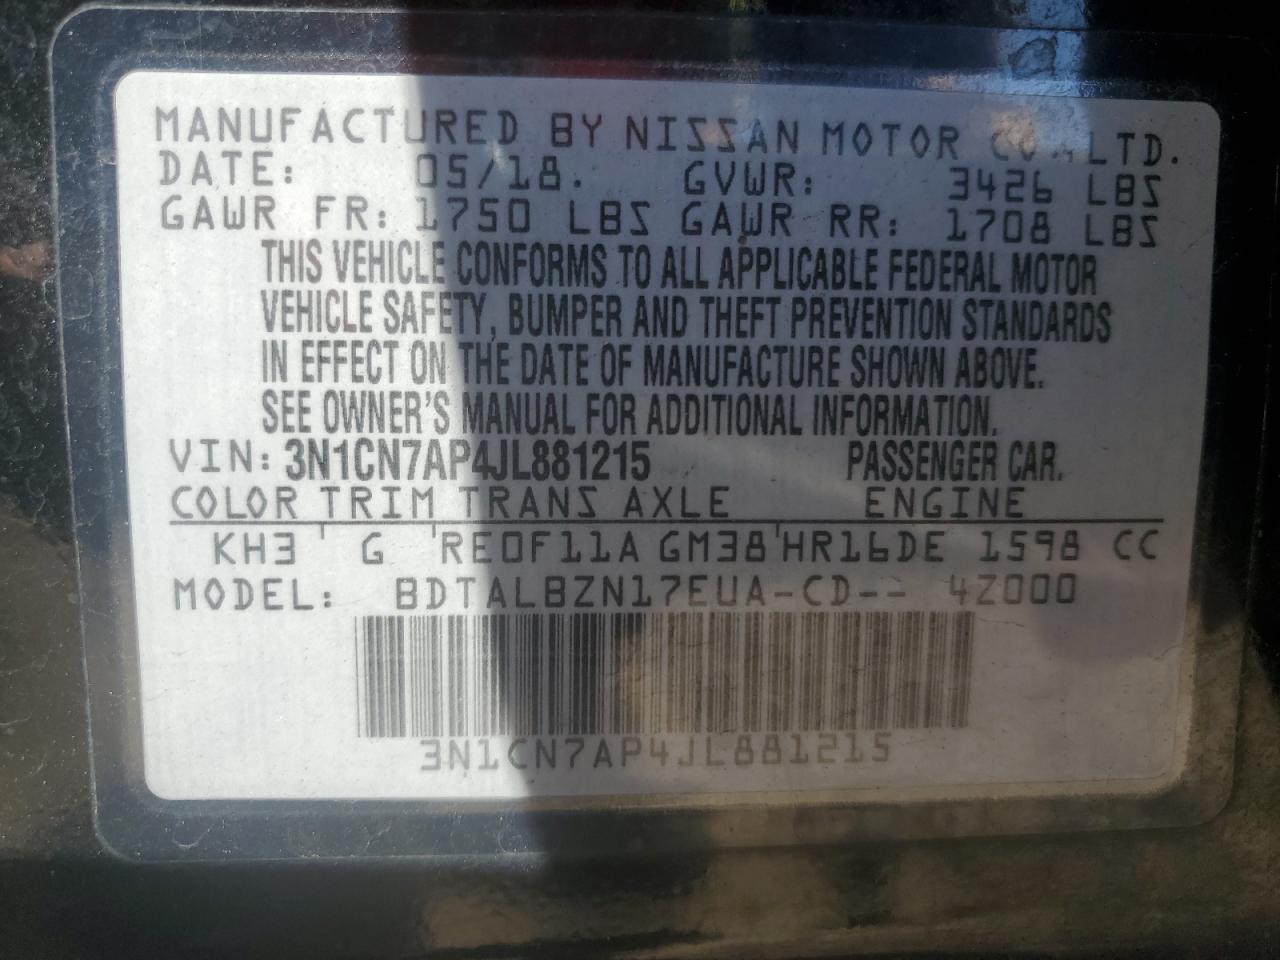 MANUFACTURED BY NISSAN MOTOR CO.,LTD.
DATE: 05/18. GVWR: 3426 LBS
GAWR FR: 1750 LBS GAWR RR: 1708 LBS
THIS VEHICLE CONFORMS TO ALL APPLICABLE FEDERAL MOTOR
VEHICLE SAFETY, BUMPER AND THEFT PREVENTION STANDARDS
IN EFFECT ON THE DATE OF MANUFACTURE SHOWN ABOVE.
SEE OWNER'S MANUAL FOR ADDITIONAL INFORMATION.
VIN: 3N1CN7AP4JL881215 PASSENGER CAR.
COLOR TRIM TRANS AXLE ENGINE
KH3 ' G 'RE0F11A GM38'HR16DE 1598 CC
MODEL: BDTALBZN17EUA-CD-- 4Z000
3N1CN7AP4JL881215